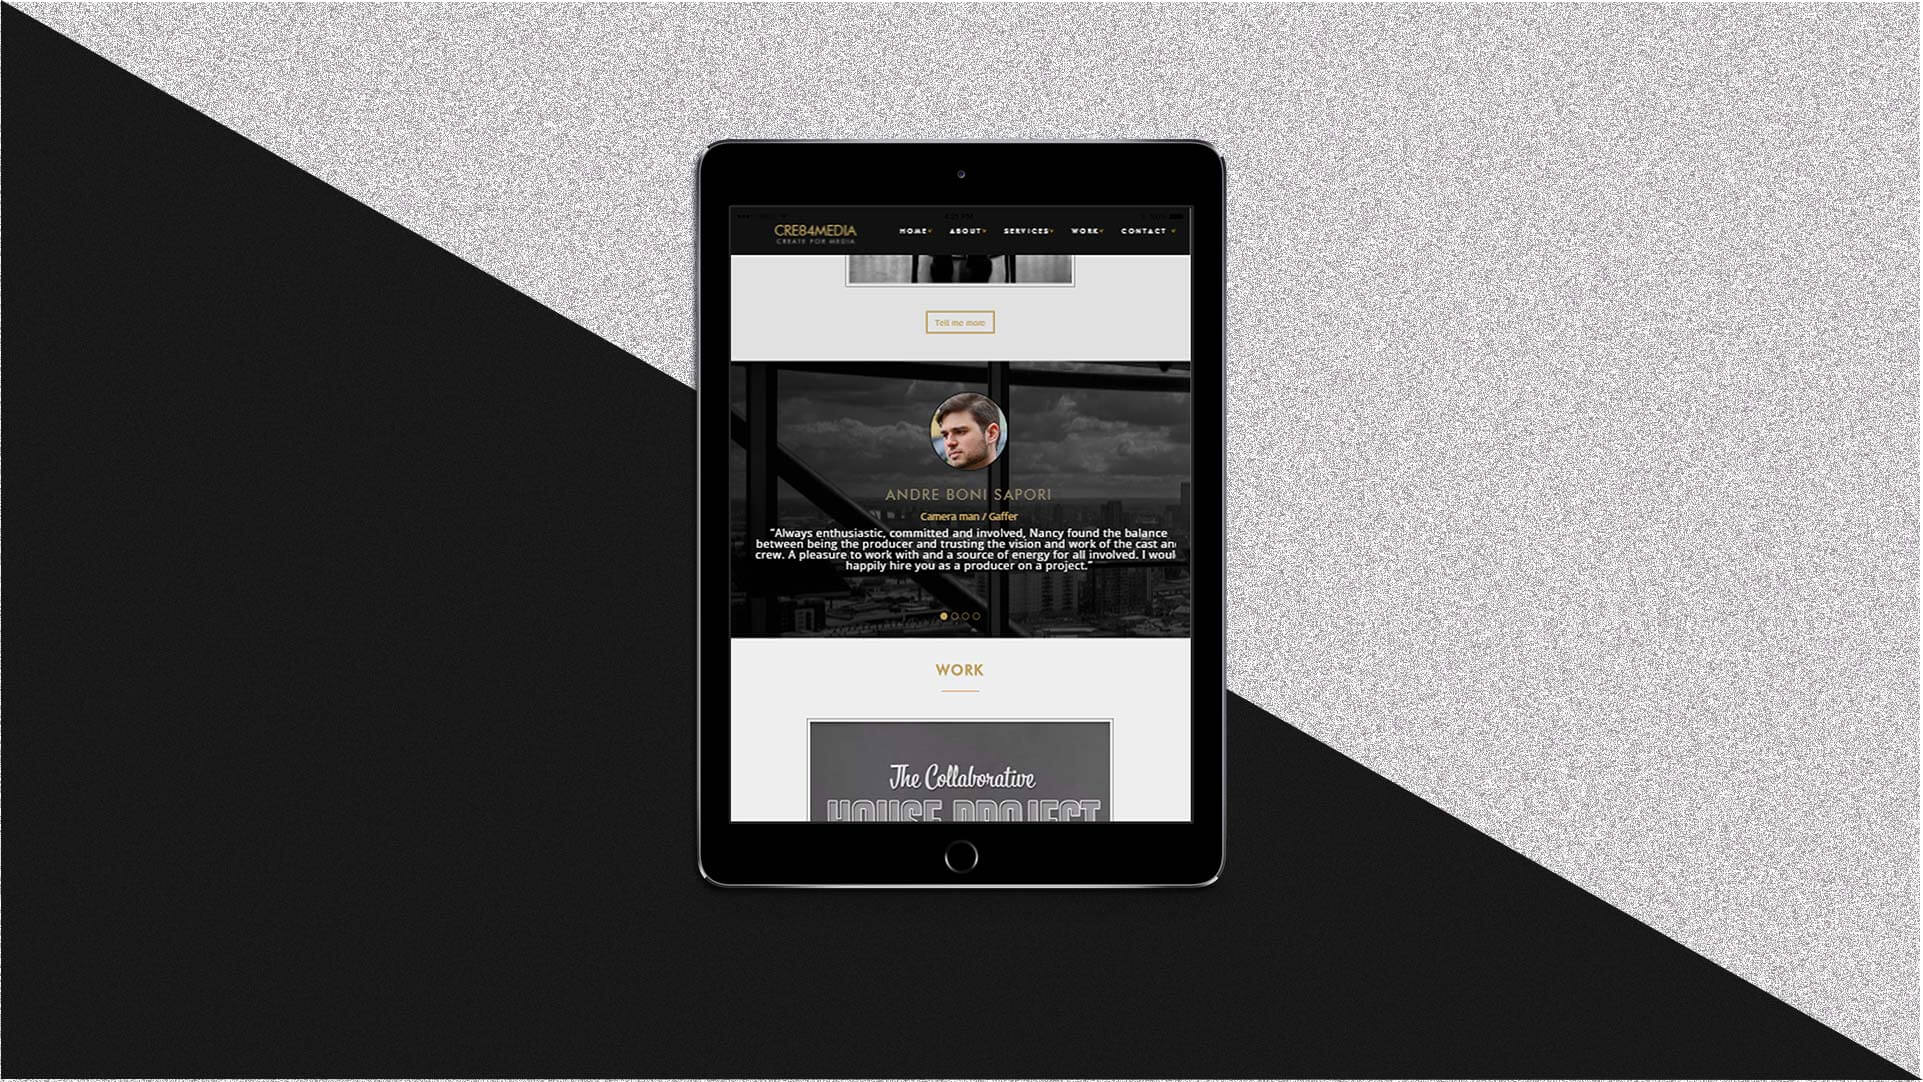 CRE84MEDIA
CREATE FOR MEDIA
HOME ABOUT SERVICES WORK CONTACT
Tell me more
ANDRE BONI SAPORI
Camera man / Gaffer
"Always enthusiastic, committed and involved, Nancy found the balance
between being the producer and trusting the vision and work of the cast an
crew. A pleasure to work with and a source of energy for all involved. I woul
happily hire you as a producer on a project."
WORK
The Collaborative
HOUSE PROJECT